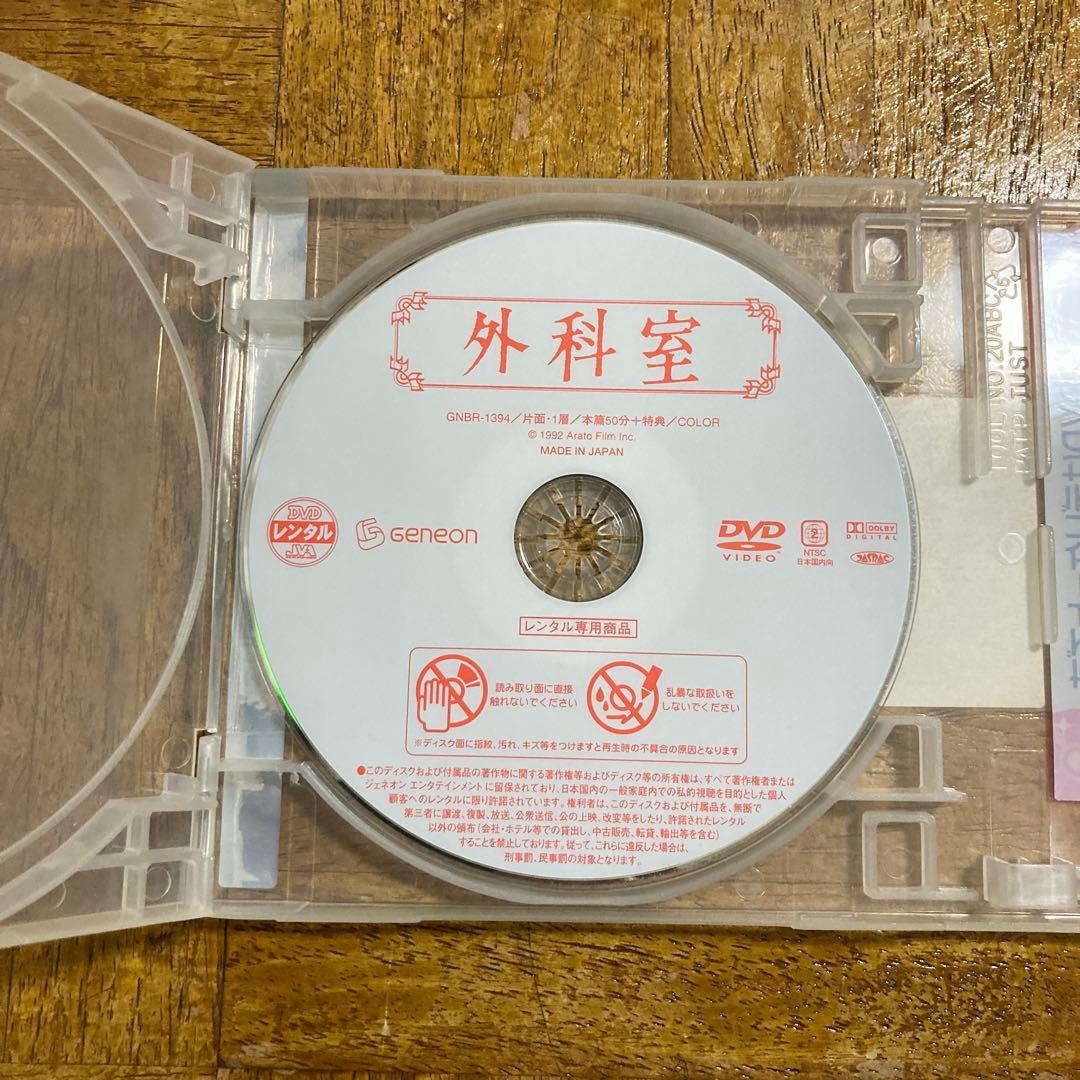 外科室
GNBR-1394／片面・1層／本篇50分＋特典／COLOR
© 1992 Arato Film Inc.
MADE IN JAPAN
DVD
レンタル
JVA
Geneon
DVD
VIDEO
2
NTSC
日本国内向
DOLBY
DIGITAL
JASRAC
レンタル専用商品
読み取り面に直接
触れないでください
乱暴な取扱いを
しないでください
※ディスク面に指紋、汚れ、キズ等をつけますと再生時の不具合の原因となります
●このディスクおよび付属品の著作物に関する著作権等およびディスク等の所有権は、すべて著作権者または
ジェネオン エンタテインメントに留保されており、日本国内の一般家庭内での私的視聴を目的とした個人
顧客へのレンタルに限り許諾されています。権利者は、このディスクおよび付属品を、無断で
第三者に譲渡、複製、放送、公衆送信、公の上映、改変等をしたり、許諾されたレンタル
以外の頒布（会社・ホテル等での貸出し、中古販売、転貸、輸出等を含む）
することを禁止しております。従って、これらに違反した場合は、
刑事罰、民事罰の対象となります。
TOOL NO.20ABC2
PAT'P JUST